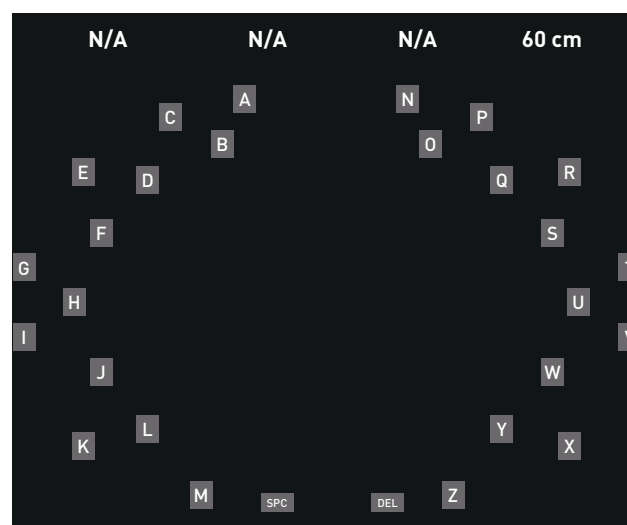 N/A N/A N/A 60 cm
A N
C P
B O
E R
D Q
F S
G
H U
I
J W
L Y
K X
M Z
SPC DEL